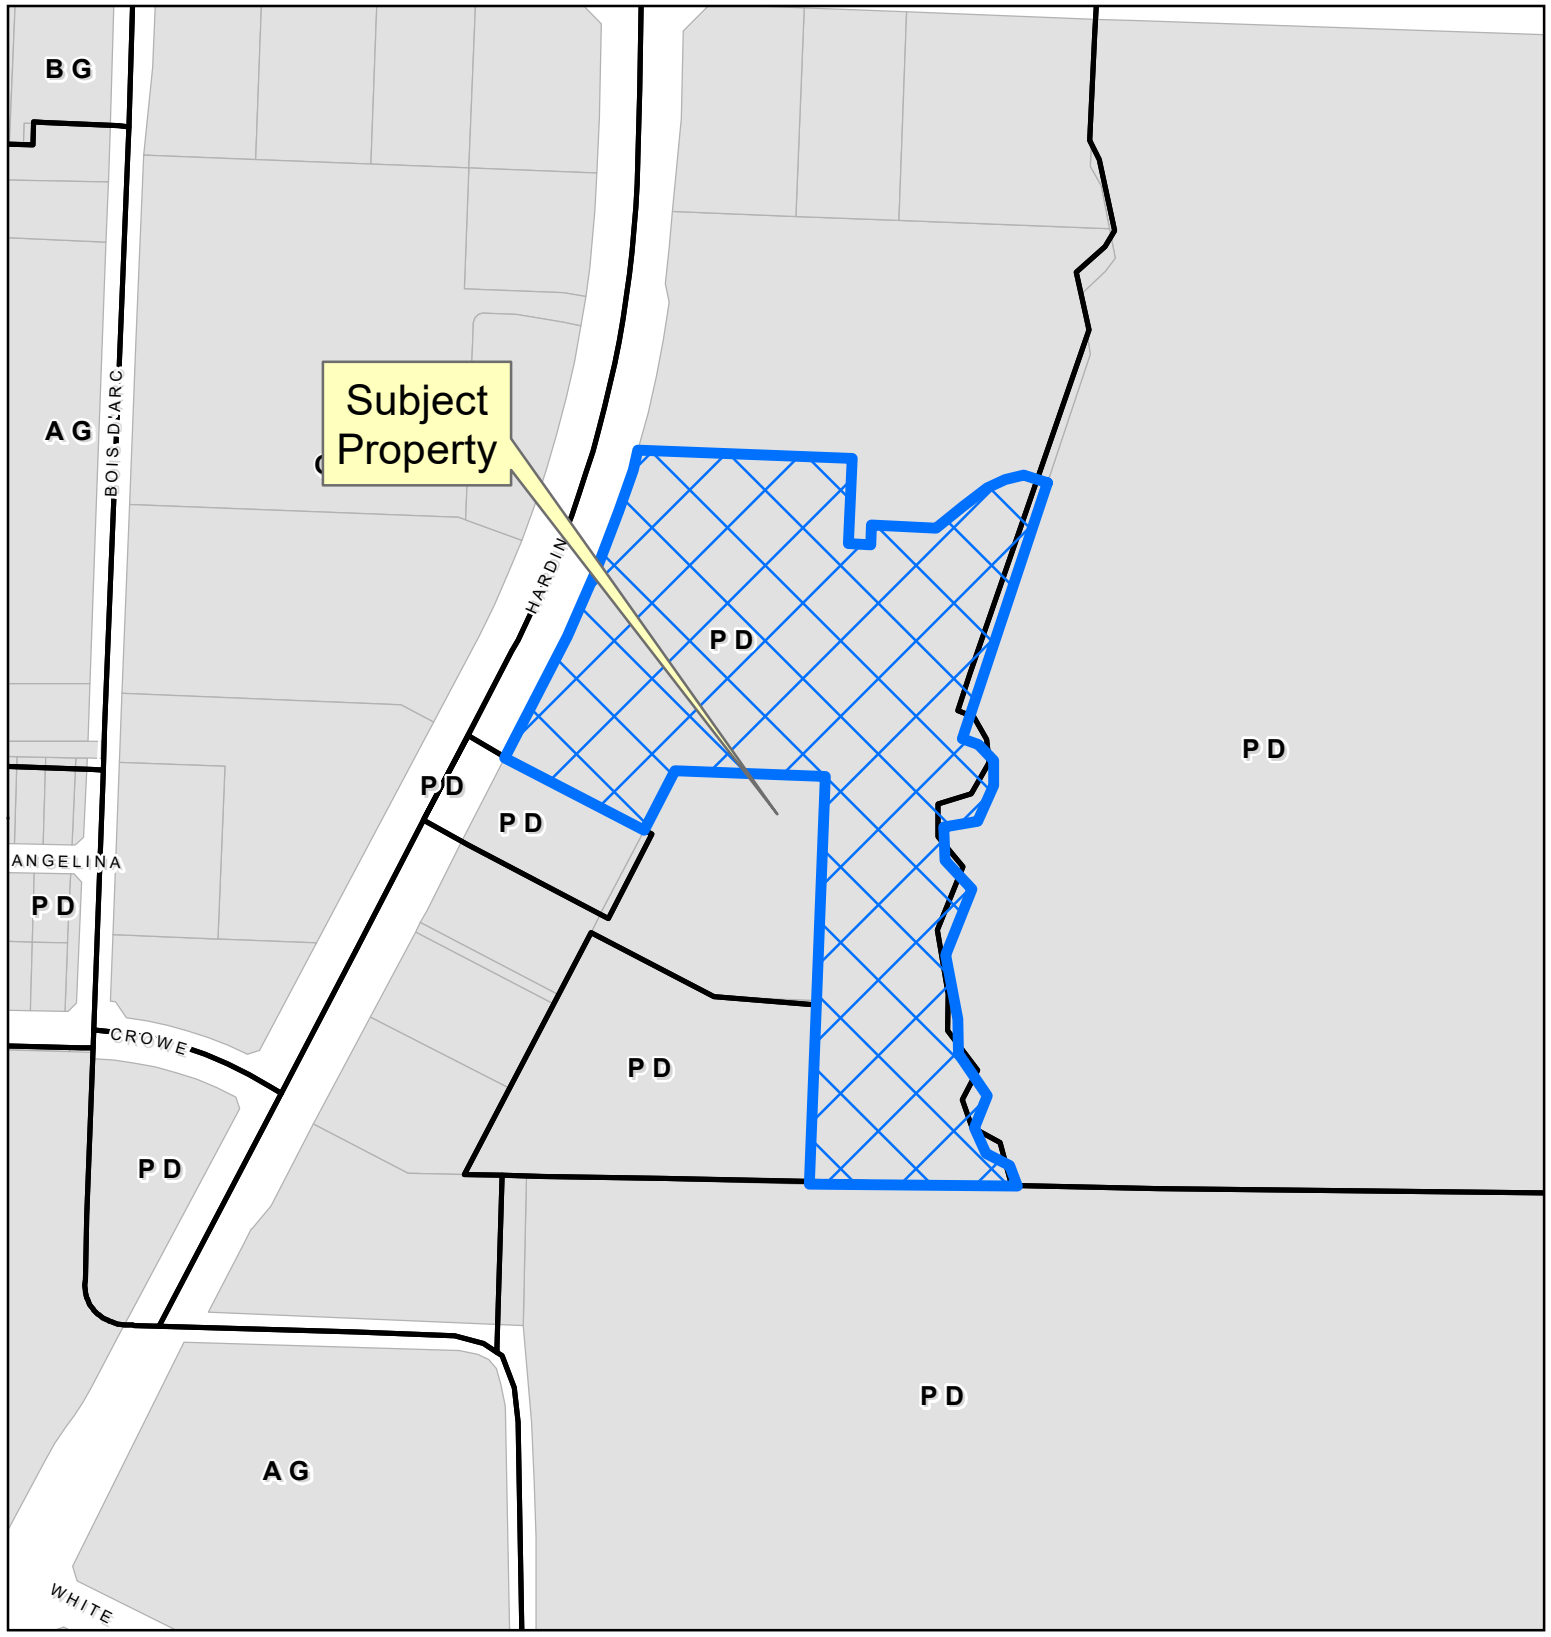 BG
BOIS D'ARC
AG
Subject
Property
HARDIN
PD
PD
PD
PD
ANGELINA
PD
CROWE
PD
PD
PD
AG
WHITE